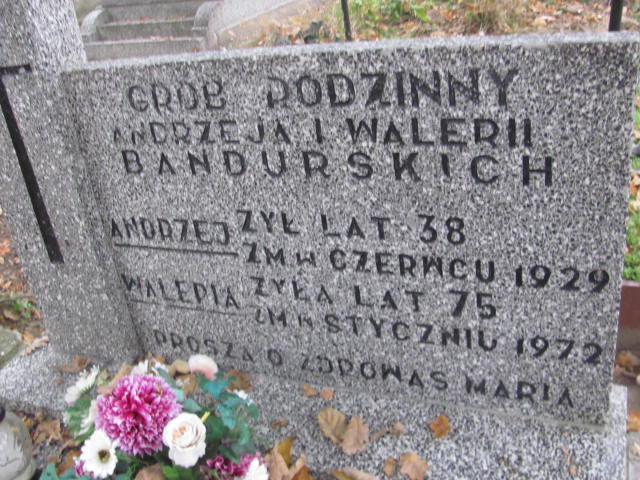 GRÓB RODZINNY
ANDRZEJA I WALERII
BANDURSKICH
ANDRZEJ ŻYŁ LAT 38
ZM W CZERWCU 1929
WALERIA ŻYŁA LAT 75
ZM W STYCZNIU 1972
PROSZĄ O ZDROWAŚ MARIA